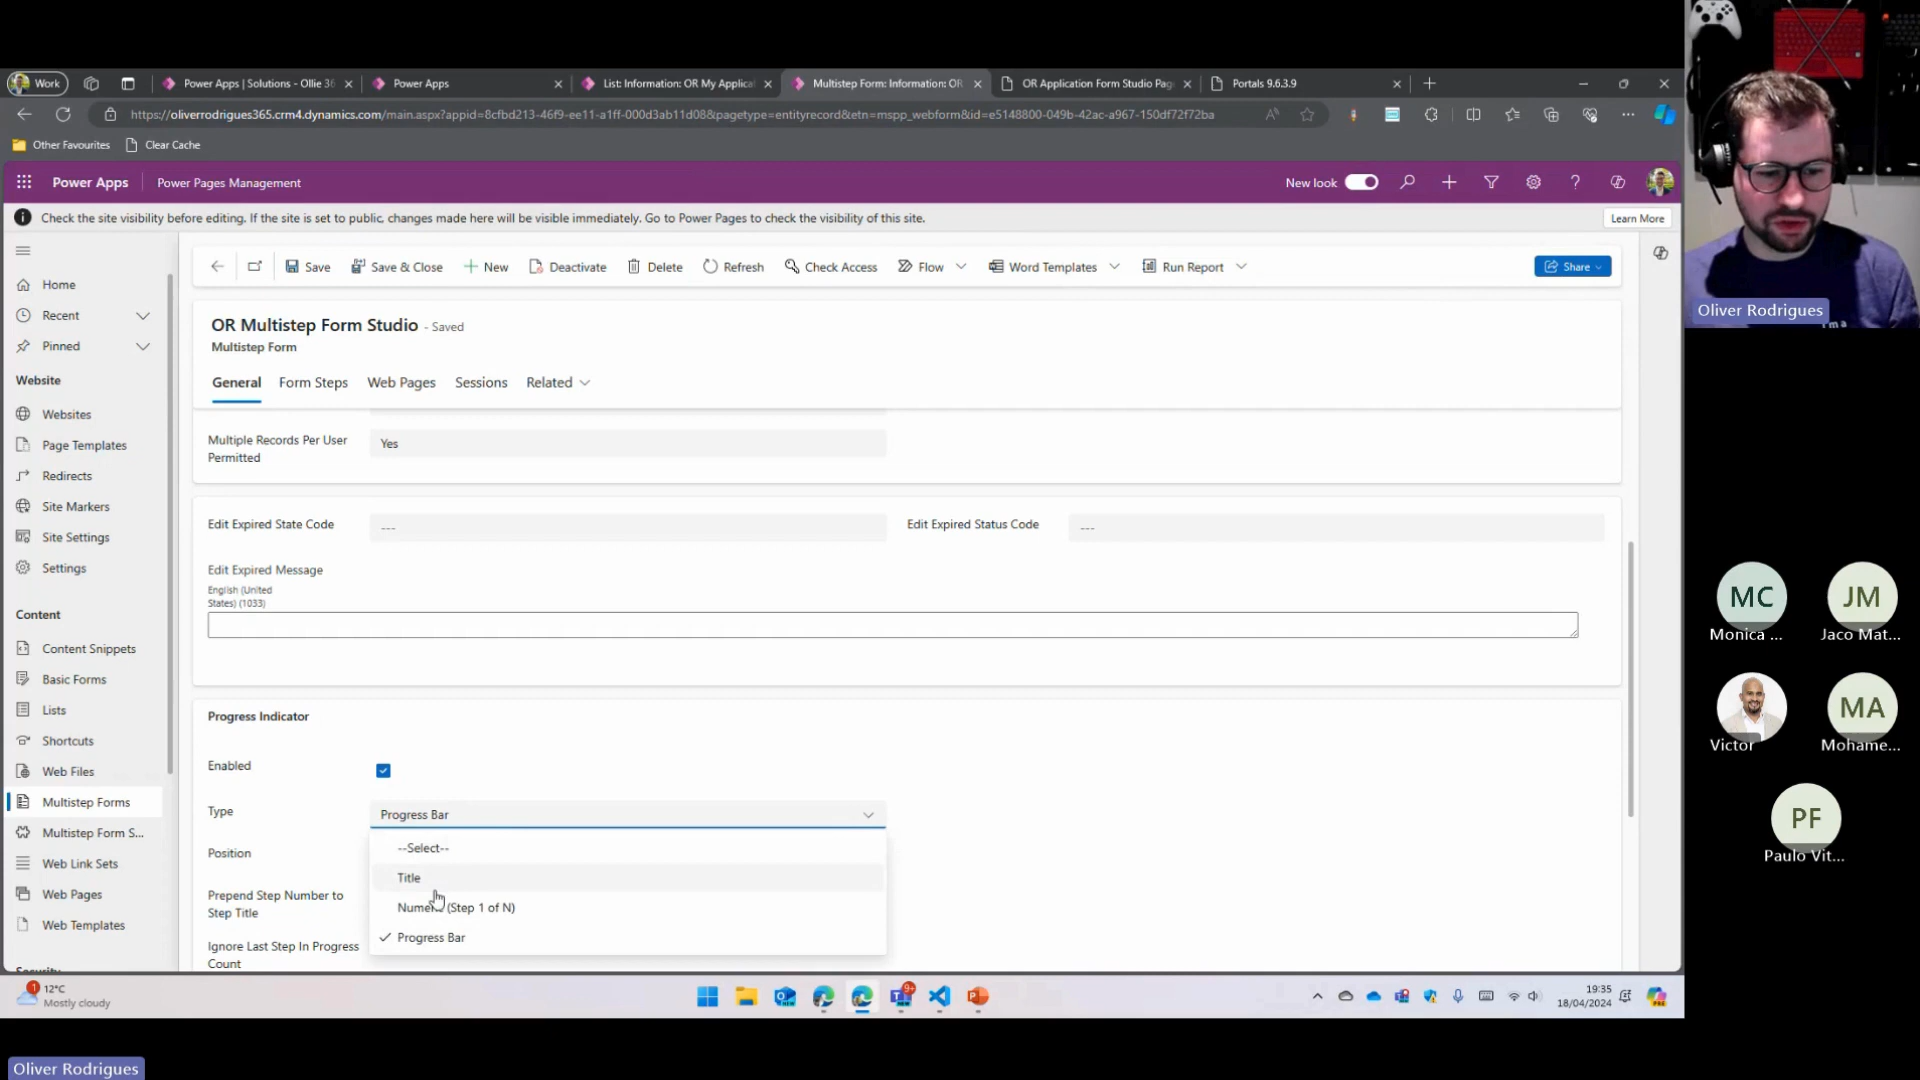 Work
Power Apps | Solutions - Ollie 36
Power Apps
List: Information: OR My Applicat
Multistep Form: Information: OR
OR Application Form Studio Pag
Portals 9.6.3.9
https://oliverrodrigues365.crm4.dynamics.com/main.aspx?appid=8cfbd213-46f9-ee11-a1ff-000d3ab11d08&pagetype=entityrecord&etn=mspp_webform&id=e5148800-049b-42ac-a967-150df72f72ba
Other Favourites
Clear Cache
Power Apps
Power Pages Management
New look
Check the site visibility before editing. If the site is set to public, changes made here will be visible immediately. Go to Power Pages to check the visibility of this site.
Learn More
Save
Save & Close
New
Deactivate
Delete
Refresh
Check Access
Flow
Word Templates
Run Report
Share
Home
Recent
Pinned
Website
Websites
Page Templates
Redirects
Site Markers
Site Settings
Settings
Content
Content Snippets
Basic Forms
Lists
Shortcuts
Web Files
Multistep Forms
Multistep Form S...
Web Link Sets
Web Pages
Web Templates
OR Multistep Form Studio - Saved
Multistep Form
General
Form Steps
Web Pages
Sessions
Related
Multiple Records Per User
Permitted
Yes
Edit Expired State Code
---
Edit Expired Status Code
---
Edit Expired Message
English (United
States) (1033)
Progress Indicator
Enabled
Type
Progress Bar
--Select--
Title
(Step 1 of N)
Progress Bar
Position
Prepend Step Number to
Step Title
Ignore Last Step In Progress
Count
1
12°C
Mostly cloudy
9+
19:35
18/04/2024
Oliver Rodrigues
MC
Monica ...
JM
Jaco Mat...
Victor
MA
Mohame...
PF
Paulo Vit...
Oliver Rodrigues